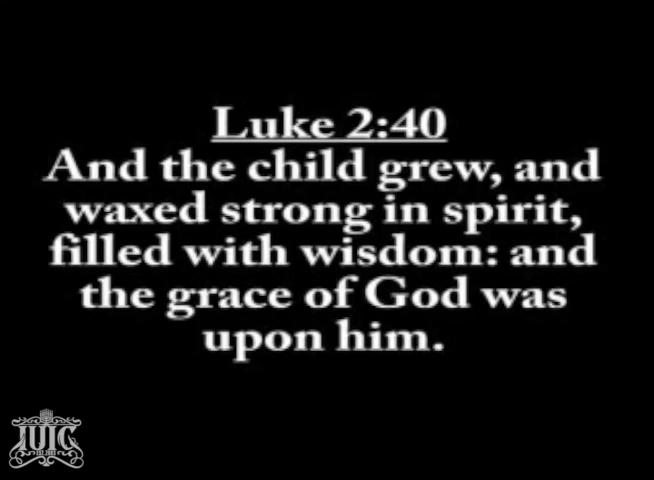 Luke 2:40
And the child grew, and
waxed strong in spirit,
filled with wisdom: and
the grace of God was
upon him.
IUIC